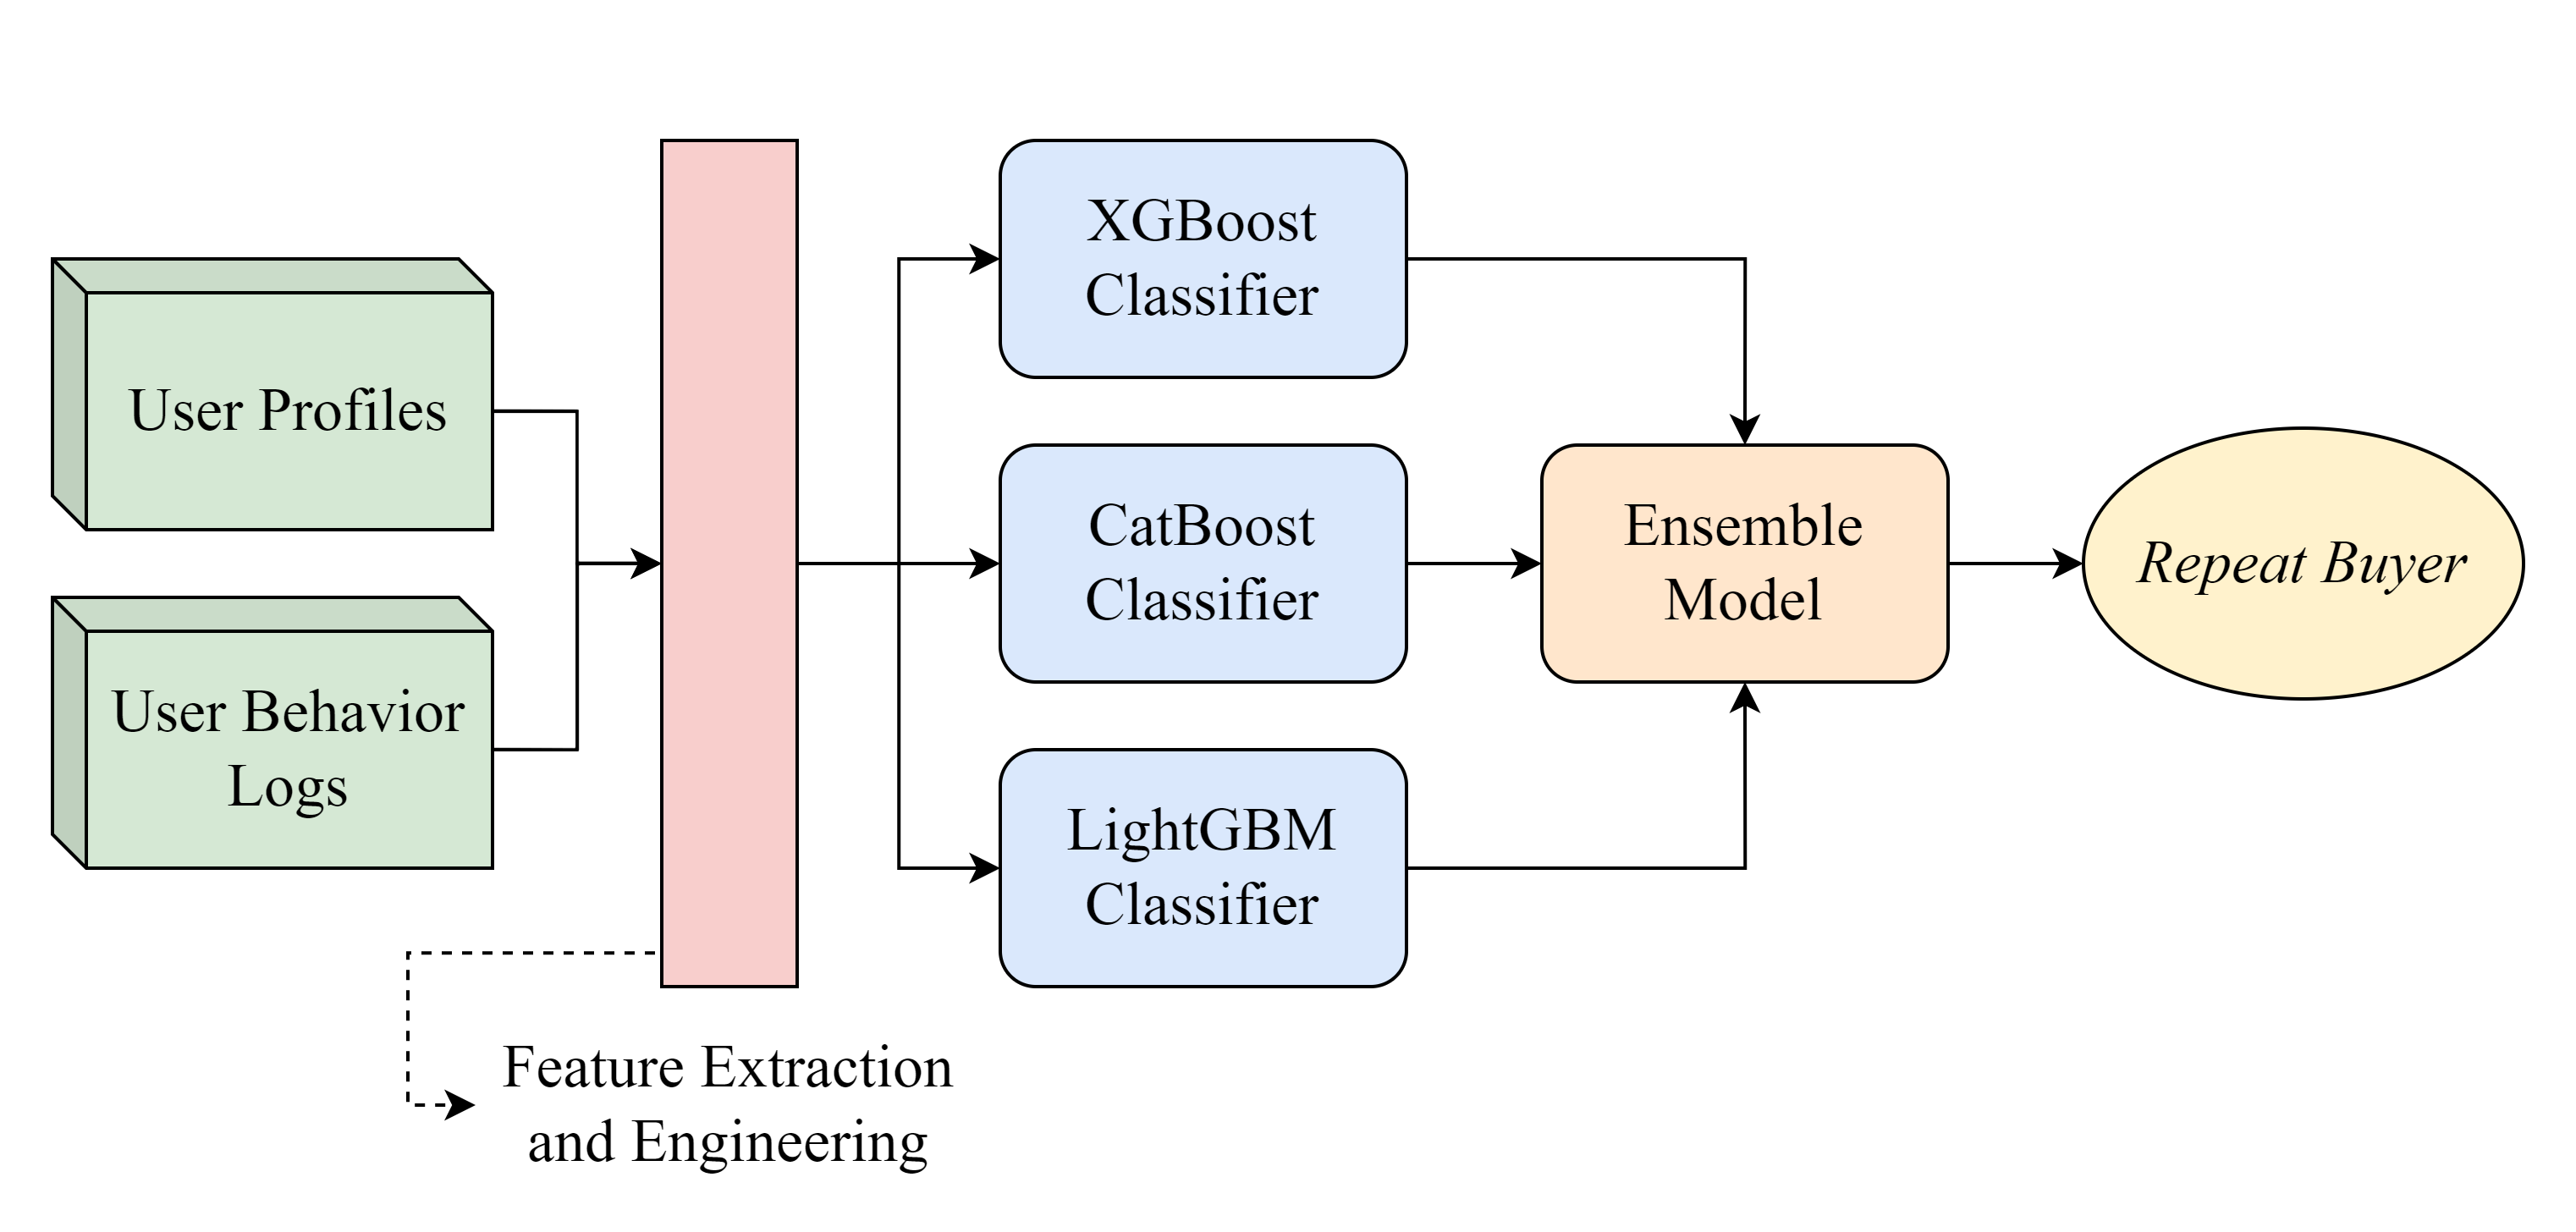 User Profiles
User Behavior
Logs
Feature Extraction
and Engineering
XGBoost
Classifier
CatBoost
Classifier
LightGBM
Classifier
Ensemble
Model
Repeat Buyer